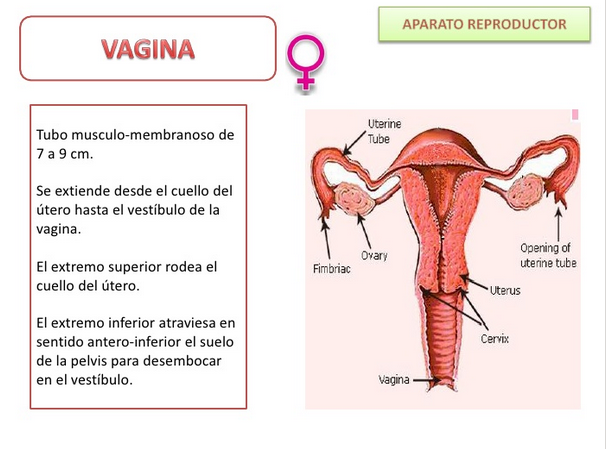 VAGINA
APARATO REPRODUCTOR
Tubo musculo-membranoso de
7 a 9 cm.
Se extiende desde el cuello del
útero hasta el vestíbulo de la
vagina.
El extremo superior rodea el
cuello del útero.
El extremo inferior atraviesa en
sentido antero-inferior el suelo
de la pelvis para desembocar
en el vestíbulo.
Uterine
Tube
Ovary
Fimbriac
Opening of
uterine tube
Uterus
Cervix
Vagina